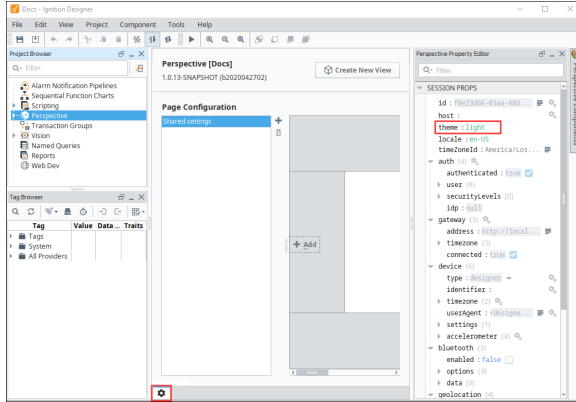 Docs - Ignition Designer
File Edit View Project Component Tools Help
Project Browser
Filter
Alarm Notification Pipelines
Sequential Function Charts
Scripting
Perspective
Transaction Groups
Vision
Named Queries
Reports
Web Dev
Tag Browser
Tag Value Data ... Traits
Tags
System
All Providers
Perspective [Docs]
1.0.13-SNAPSHOT (b2020042702)
Create New View
Page Configuration
Shared settings
+ Add
Perspective Property Editor
Filter
SESSION PROPS
id :
host :
theme : light
locale : en-US
timeZoneId : America/Los...
auth (4)
authenticated : true
user (6)
securityLevels [0]
idp : null
gateway (3)
address : http://local...
timezone (3)
connected : true
device (6)
type : designer
identifier :
timezone (2)
userAgent : <designe...
settings (1)
accelerometer (4)
bluetooth (3)
enabled : false
options (3)
data [0]
geolocation (4)
Perspective Components